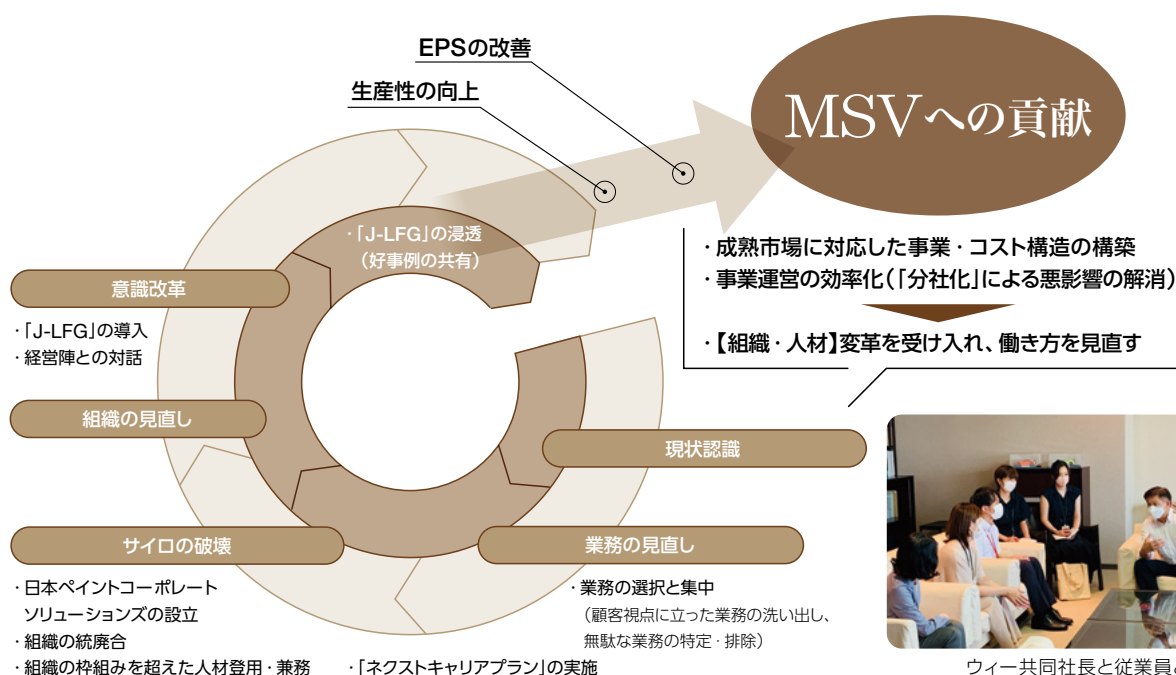 EPSの改善
生産性の向上
MSVへの貢献
・「J-LFG」の浸透
（好事例の共有）
・成熟市場に対応した事業・コスト構造の構築
・事業運営の効率化（「分社化」による悪影響の解消）
・【組織・人材】変革を受け入れ、働き方を見直す
意識改革
・「J-LFG」の導入
・経営陣との対話
組織の見直し
現状認識
サイロの破壊
・日本ペイントコーポレート
ソリューションズの設立
・組織の統廃合
・組織の枠組みを超えた人材登用・兼務
業務の見直し
・業務の選択と集中
（顧客視点に立った業務の洗い出し、
無駄な業務の特定・排除）
・「ネクストキャリアプラン」の実施
ウィー共同社長と従業員